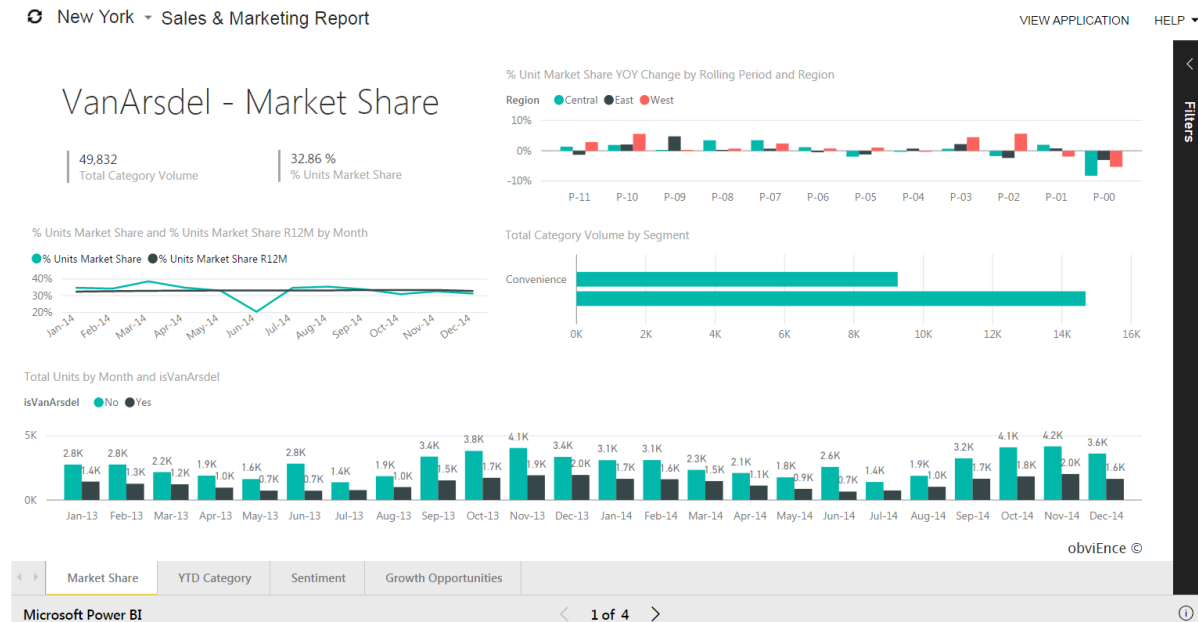 New York Sales & Marketing Report
VIEW APPLICATION HELP
Filters
VanArsdel - Market Share
49,832
Total Category Volume
32.86 %
% Units Market Share
% Unit Market Share YOY Change by Rolling Period and Region
Region Central East West
10%
0%
-10%
P-11 P-10 P-09 P-08 P-07 P-06 P-05 P-04 P-03 P-02 P-01 P-00
% Units Market Share and % Units Market Share R12M by Month
% Units Market Share % Units Market Share R12M
40%
30%
20%
Jan-14 Feb-14 Mar-14 Apr-14 May-14 Jun-14 Jul-14 Aug-14 Sep-14 Oct-14 Nov-14 Dec-14
Total Category Volume by Segment
Convenience
0K 2K 4K 6K 8K 10K 12K 14K 16K
Total Units by Month and isVanArsdel
isVanArsdel No Yes
5K
0K
2.8K 1.4K 2.8K 1.3K 2.2K 1.2K 1.9K 1.0K 1.6K 0.7K 2.8K 0.7K 1.4K 1.9K 1.0K 3.4K 1.5K 3.8K 1.7K 4.1K 1.9K 3.4K 2.0K 3.1K 1.7K 3.1K 1.6K 2.3K 1.5K 2.1K 1.1K 1.8K 0.9K 2.6K 0.7K 1.4K 1.9K 1.0K 3.2K 1.7K 4.1K 1.8K 4.2K 2.0K 3.6K 1.6K
Jan-13 Feb-13 Mar-13 Apr-13 May-13 Jun-13 Jul-13 Aug-13 Sep-13 Oct-13 Nov-13 Dec-13 Jan-14 Feb-14 Mar-14 Apr-14 May-14 Jun-14 Jul-14 Aug-14 Sep-14 Oct-14 Nov-14 Dec-14
obviEnce ©
Market Share YTD Category Sentiment Growth Opportunities
Microsoft Power BI 1 of 4